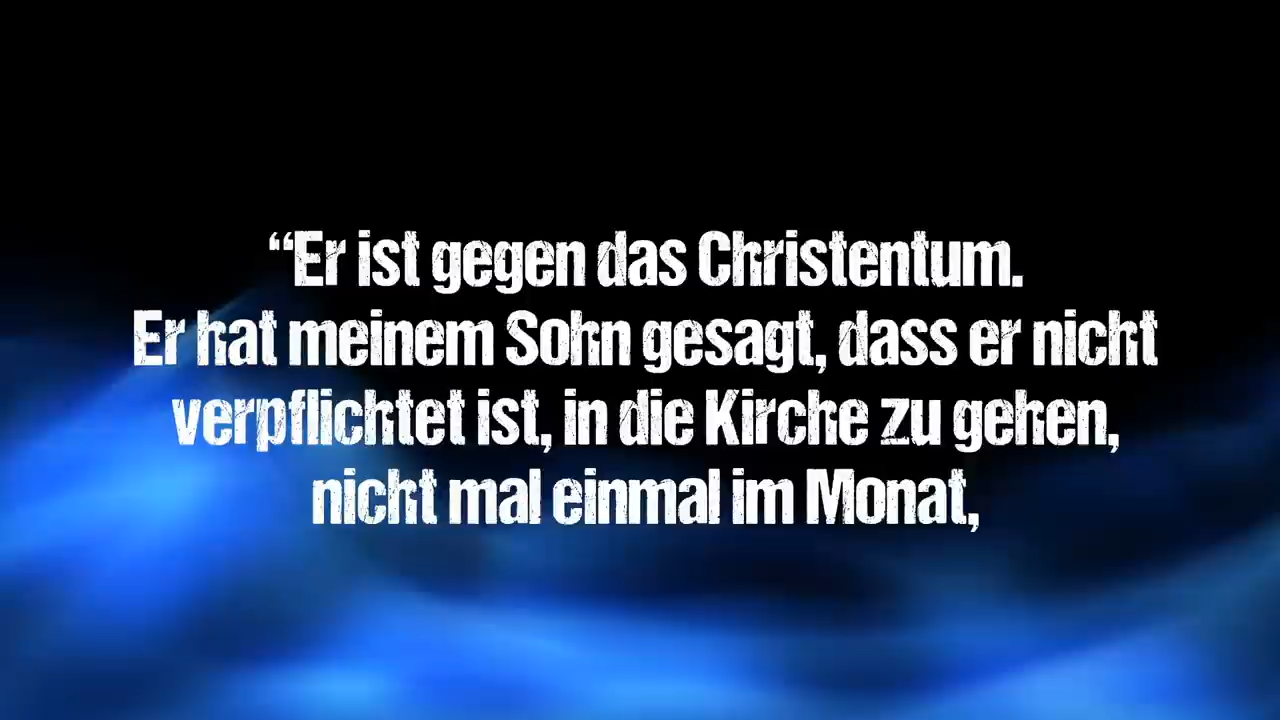 “Er ist gegen das Christentum.
Er hat meinem Sohn gesagt, dass er nicht
verpflichtet ist, in die Kirche zu gehen,
nicht mal einmal im Monat,